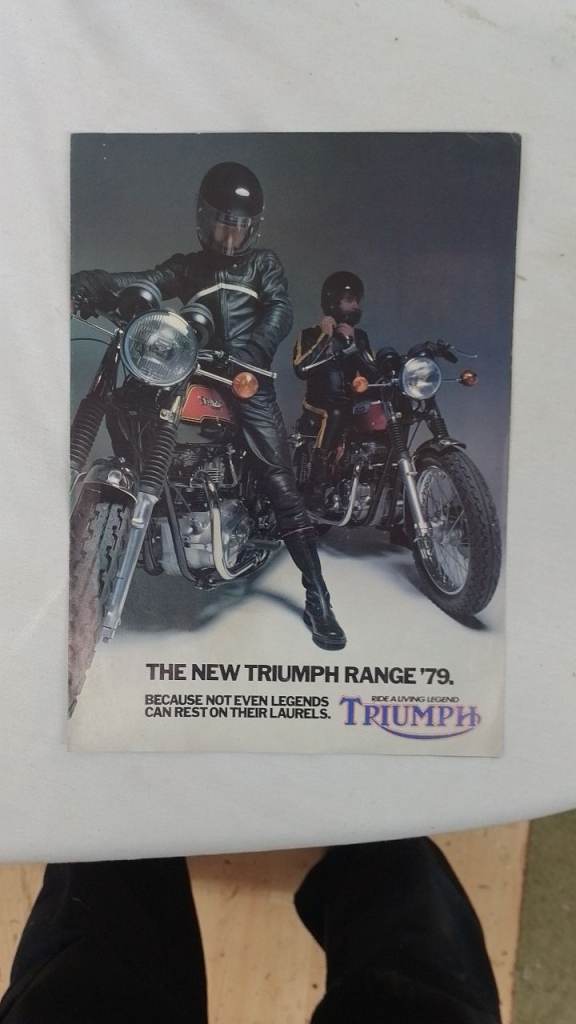 THE NEW TRIUMPH RANGE '79.
BECAUSE NOT EVEN LEGENDS
CAN REST ON THEIR LAURELS.
RIDE A LIVING LEGEND
TRIUMPH